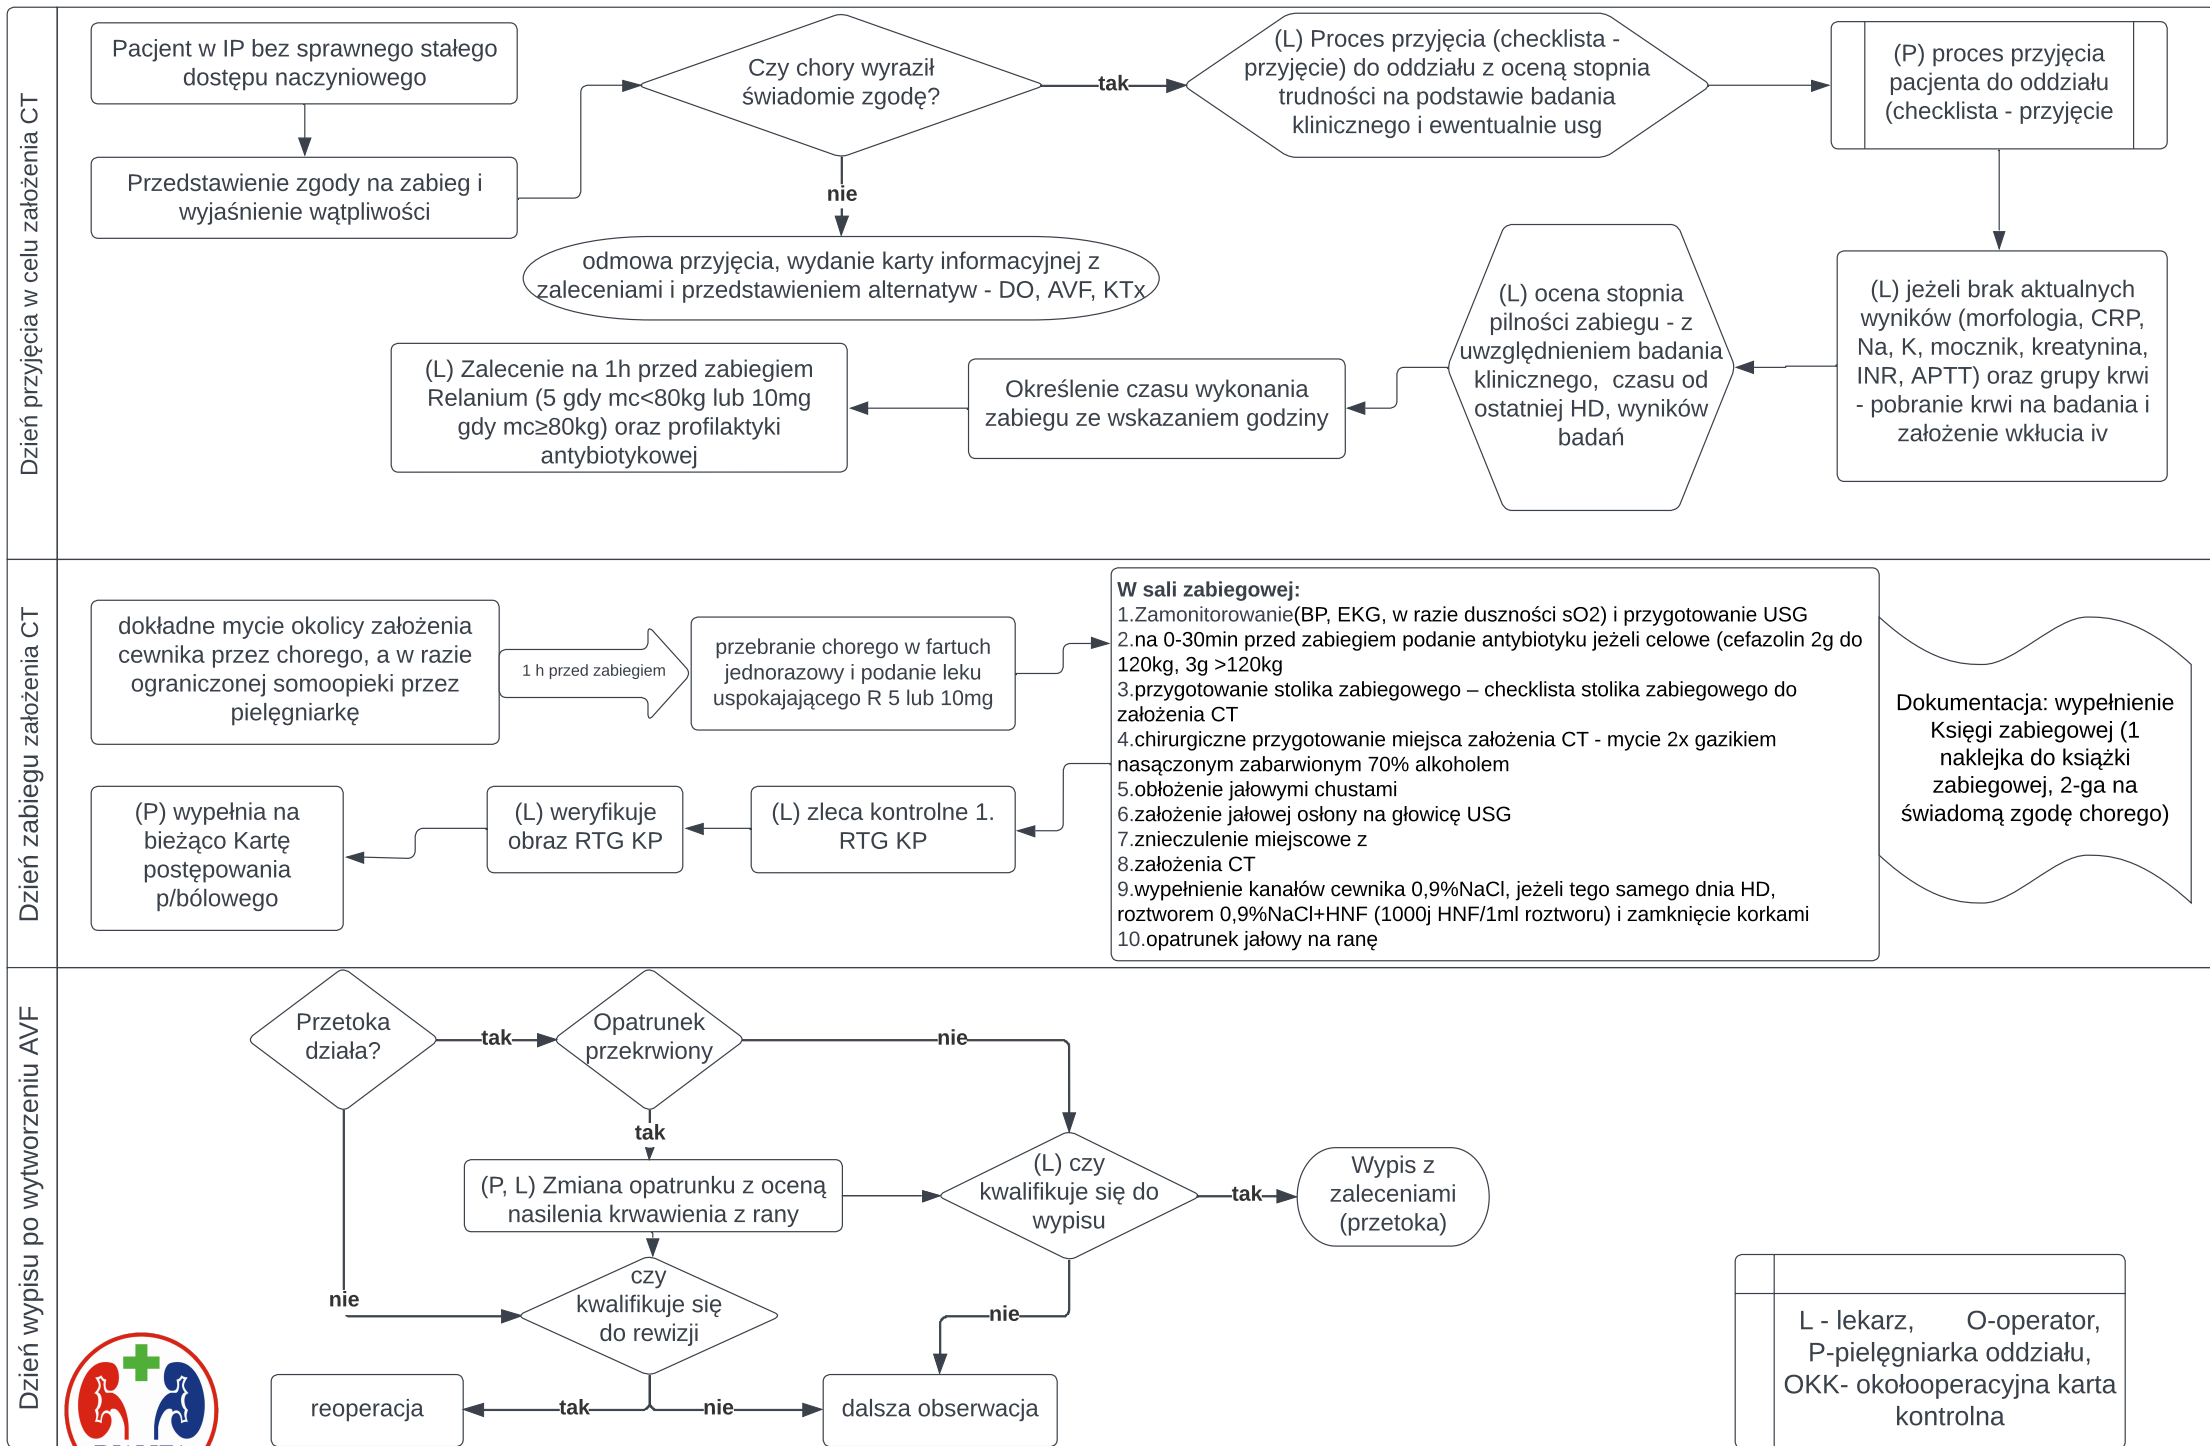 Dzień przyjęcia w celu założenia CT
Pacjent w IP bez sprawnego stałego
dostępu naczyniowego
Przedstawienie zgody na zabieg i
wyjaśnienie wątpliwości
Czy chory wyraził
świadomie zgodę?
tak
nie
odmowa przyjęcia, wydanie karty informacyjnej z
zaleceniami i przedstawieniem alternatyw - DO, AVF, KTx
(L) Proces przyjęcia (checklista -
przyjęcie) do oddziału z oceną stopnia
trudności na podstawie badania
klinicznego i ewentualnie usg
(P) proces przyjęcia
pacjenta do oddziału
(checklista - przyjęcie
(L) jeżeli brak aktualnych
wyników (morfologia, CRP,
Na, K, mocznik, kreatynina,
INR, APTT) oraz grupy krwi
- pobranie krwi na badania i
założenie wkłucia iv
(L) ocena stopnia
pilności zabiegu - z
uwzględnieniem badania
klinicznego, czasu od
ostatniej HD, wyników
badań
Określenie czasu wykonania
zabiegu ze wskazaniem godziny
(L) Zalecenie na 1h przed zabiegiem
Relanium (5 gdy mc<80kg lub 10mg
gdy mc≥80kg) oraz profilaktyki
antybiotykowej
Dzień zabiegu założenia CT
dokładne mycie okolicy założenia
cewnika przez chorego, a w razie
ograniczonej somoopieki przez
pielęgniarkę
1 h przed zabiegiem
przebranie chorego w fartuch
jednorazowy i podanie leku
uspokajającego R 5 lub 10mg
W sali zabiegowej:
1.Zamonitorowanie(BP, EKG, w razie duszności sO2) i przygotowanie USG
2.na 0-30min przed zabiegiem podanie antybiotyku jeżeli celowe (cefazolin 2g do
120kg, 3g >120kg
3.przygotowanie stolika zabiegowego – checklista stolika zabiegowego do
założenia CT
4.chirurgiczne przygotowanie miejsca założenia CT - mycie 2x gazikiem
nasączonym zabarwionym 70% alkoholem
5.obłożenie jałowymi chustami
6.założenie jałowej osłony na głowicę USG
7.znieczulenie miejscowe z
8.założenia CT
9.wypełnienie kanałów cewnika 0,9%NaCl, jeżeli tego samego dnia HD,
roztworem 0,9%NaCl+HNF (1000j HNF/1ml roztworu) i zamknięcie korkami
10.opatrunek jałowy na ranę
Dokumentacja: wypełnienie
Księgi zabiegowej (1
naklejka do książki
zabiegowej, 2-ga na
świadomą zgodę chorego)
(L) zleca kontrolne 1.
RTG KP
(L) weryfikuje
obraz RTG KP
(P) wypełnia na
bieżąco Kartę
postępowania
p/bólowego
Dzień wypisu po wytworzeniu AVF
Przetoka
działa?
tak
Opatrunek
przekrwiony
nie
tak
(P, L) Zmiana opatrunku z oceną
nasilenia krwawienia z rany
(L) czy
kwalifikuje się do
wypisu
tak
Wypis z
zaleceniami
(przetoka)
nie
czy
kwalifikuje się
do rewizji
nie
reoperacja
tak
nie
dalsza obserwacja
L - lekarz, O-operator,
P-pielęgniarka oddziału,
OKK- okołooperacyjna karta
kontrolna